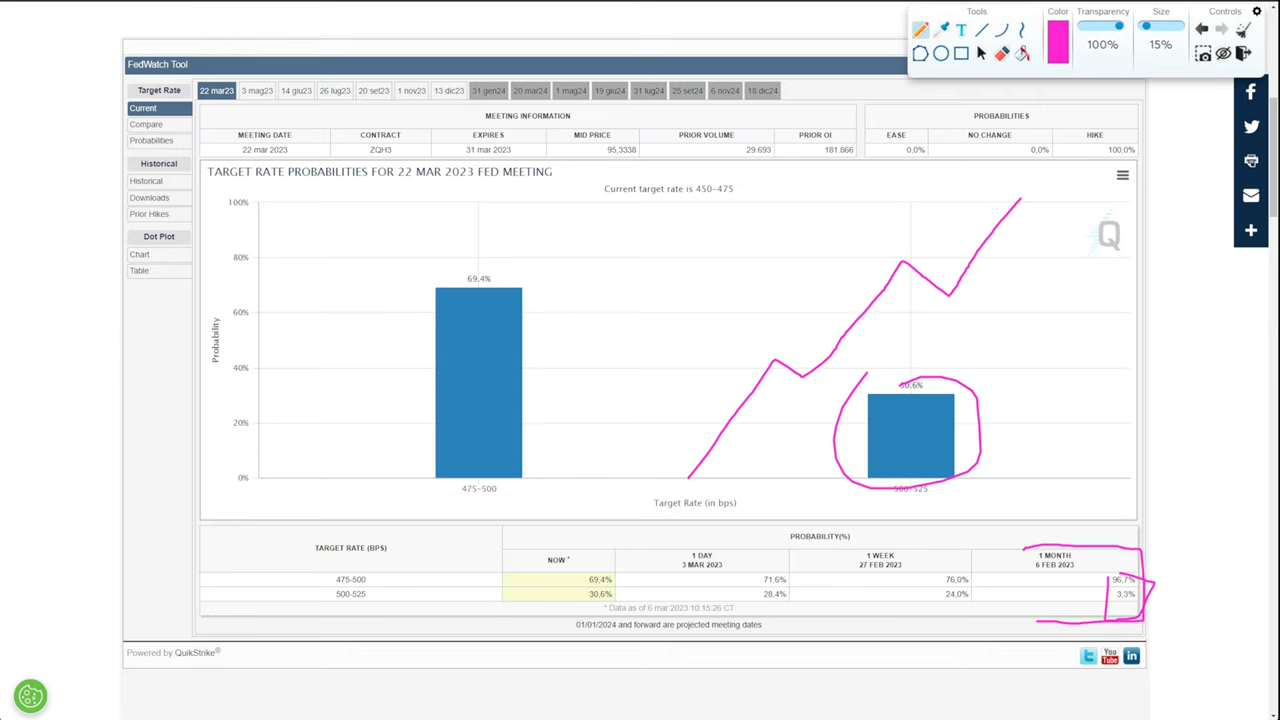 Tools
Color
Transparency
Size
Controls
T
100%
15%
FedWatch Tool
Target Rate
22 mar23 3 mag23 14 giu23 26 lug23 20 set23 1 nov23 13 dic23 31 gen24 20 mar24 1 mag24 19 giu24 31 lug24 25 set24 6 nov24 18 dic24
Current
Compare
Probabilities
Historical
Historical
Downloads
Prior Hikes
Dot Plot
Chart
Table
MEETING INFORMATION
PROBABILITIES
MEETING DATE CONTRACT EXPIRES MID PRICE PRIOR VOLUME PRIOR OI EASE NO CHANGE HIKE
22 mar 2023 ZQH3 31 mar 2023 95,3338 29.693 181.866 0,0% 0,0% 100,0%
TARGET RATE PROBABILITIES FOR 22 MAR 2023 FED MEETING
Current target rate is 450–475
100%
80%
60%
40%
20%
0%
Probability
69,4%
30,6%
475–500
500–525
Target Rate (in bps)
Q
TARGET RATE (BPS)
PROBABILITY(%)
NOW *
1 DAY
3 MAR 2023
1 WEEK
27 FEB 2023
1 MONTH
6 FEB 2023
475-500 69,4% 71,6% 76,0% 96,7%
500-525 30,6% 28,4% 24,0% 3,3%
* Data as of 6 mar 2023 10:15:26 CT
01/01/2024 and forward are projected meeting dates
Powered by QuikStrike®
You
Tube
in